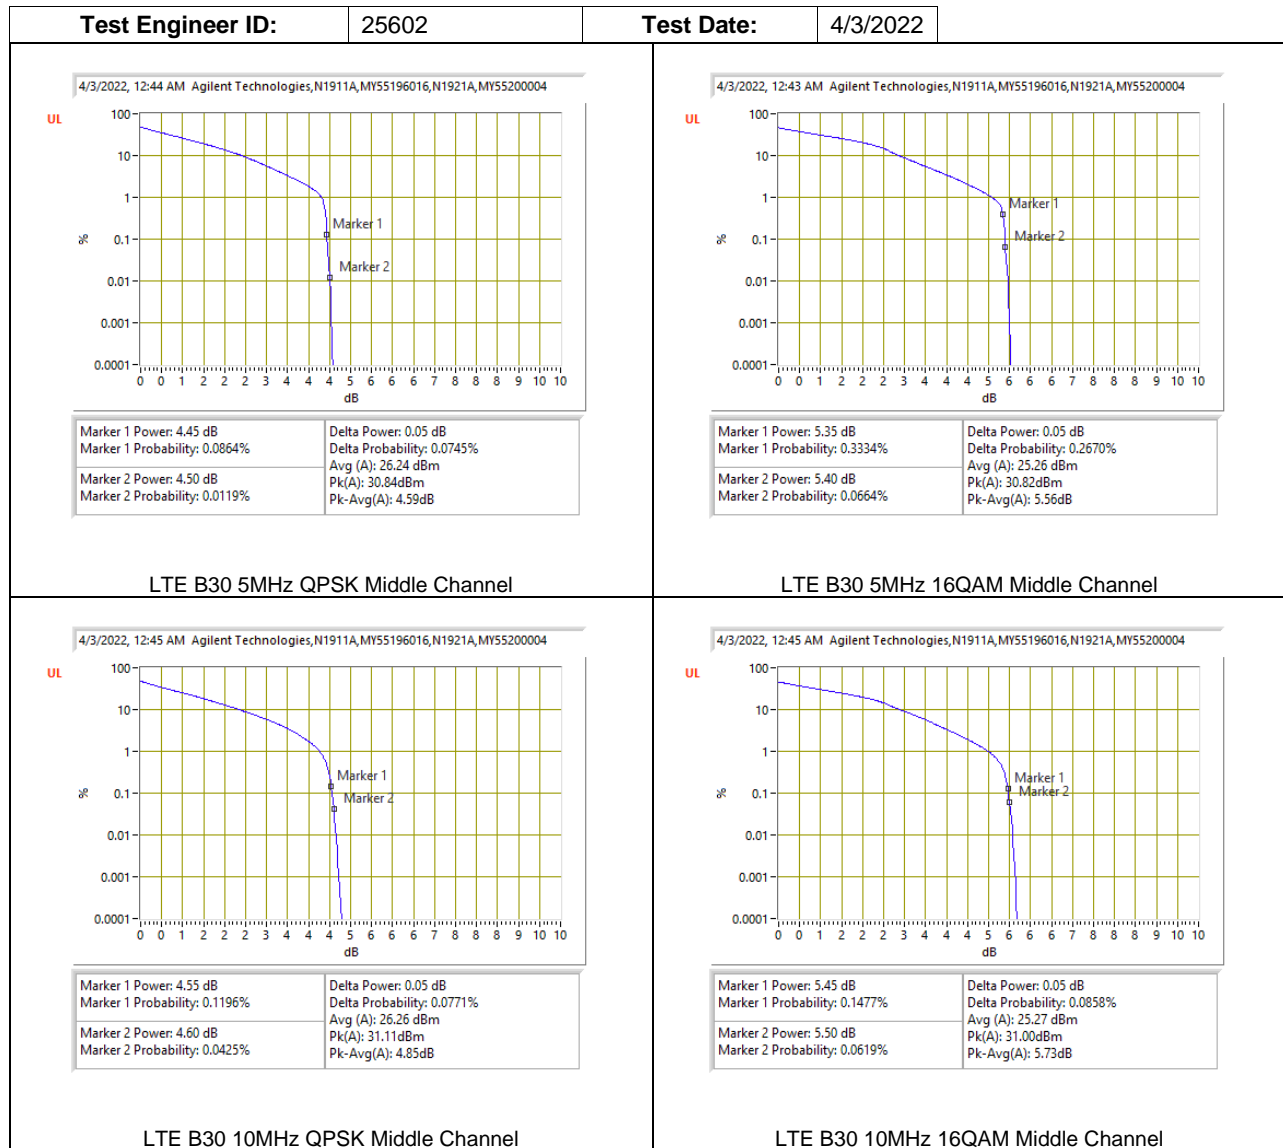 Test Engineer ID: 25602 Test Date: 4/3/2022
4/3/2022, 12:44 AM Agilent Technologies,N1911A,MY55196016,N1921A,MY55200004
UL
100
10
1
0.1
0.01
0.001
0.0001
%
Marker 1
Marker 2
0 0 1 2 2 2 3 4 4 4 5 6 6 6 7 8 8 8 9 10 10
dB
Marker 1 Power: 4.45 dB
Marker 1 Probability: 0.0864%
Marker 2 Power: 4.50 dB
Marker 2 Probability: 0.0119%
Delta Power: 0.05 dB
Delta Probability: 0.0745%
Avg (A): 26.24 dBm
Pk(A): 30.84dBm
Pk-Avg(A): 4.59dB
LTE B30 5MHz QPSK Middle Channel
4/3/2022, 12:43 AM Agilent Technologies,N1911A,MY55196016,N1921A,MY55200004
UL
100
10
1
0.1
0.01
0.001
0.0001
%
Marker 1
Marker 2
0 0 1 2 2 2 3 4 4 4 5 6 6 6 7 8 8 8 9 10 10
dB
Marker 1 Power: 5.35 dB
Marker 1 Probability: 0.3334%
Marker 2 Power: 5.40 dB
Marker 2 Probability: 0.0664%
Delta Power: 0.05 dB
Delta Probability: 0.2670%
Avg (A): 25.26 dBm
Pk(A): 30.82dBm
Pk-Avg(A): 5.56dB
LTE B30 5MHz 16QAM Middle Channel
4/3/2022, 12:45 AM Agilent Technologies,N1911A,MY55196016,N1921A,MY55200004
UL
100
10
1
0.1
0.01
0.001
0.0001
%
Marker 1
Marker 2
0 0 1 2 2 2 3 4 4 4 5 6 6 6 7 8 8 8 9 10 10
dB
Marker 1 Power: 4.55 dB
Marker 1 Probability: 0.1196%
Marker 2 Power: 4.60 dB
Marker 2 Probability: 0.0425%
Delta Power: 0.05 dB
Delta Probability: 0.0771%
Avg (A): 26.26 dBm
Pk(A): 31.11dBm
Pk-Avg(A): 4.85dB
LTE B30 10MHz QPSK Middle Channel
4/3/2022, 12:45 AM Agilent Technologies,N1911A,MY55196016,N1921A,MY55200004
UL
100
10
1
0.1
0.01
0.001
0.0001
%
Marker 1
Marker 2
0 0 1 2 2 2 3 4 4 4 5 6 6 6 7 8 8 8 9 10 10
dB
Marker 1 Power: 5.45 dB
Marker 1 Probability: 0.1477%
Marker 2 Power: 5.50 dB
Marker 2 Probability: 0.0619%
Delta Power: 0.05 dB
Delta Probability: 0.0858%
Avg (A): 25.27 dBm
Pk(A): 31.00dBm
Pk-Avg(A): 5.73dB
LTE B30 10MHz 16QAM Middle Channel